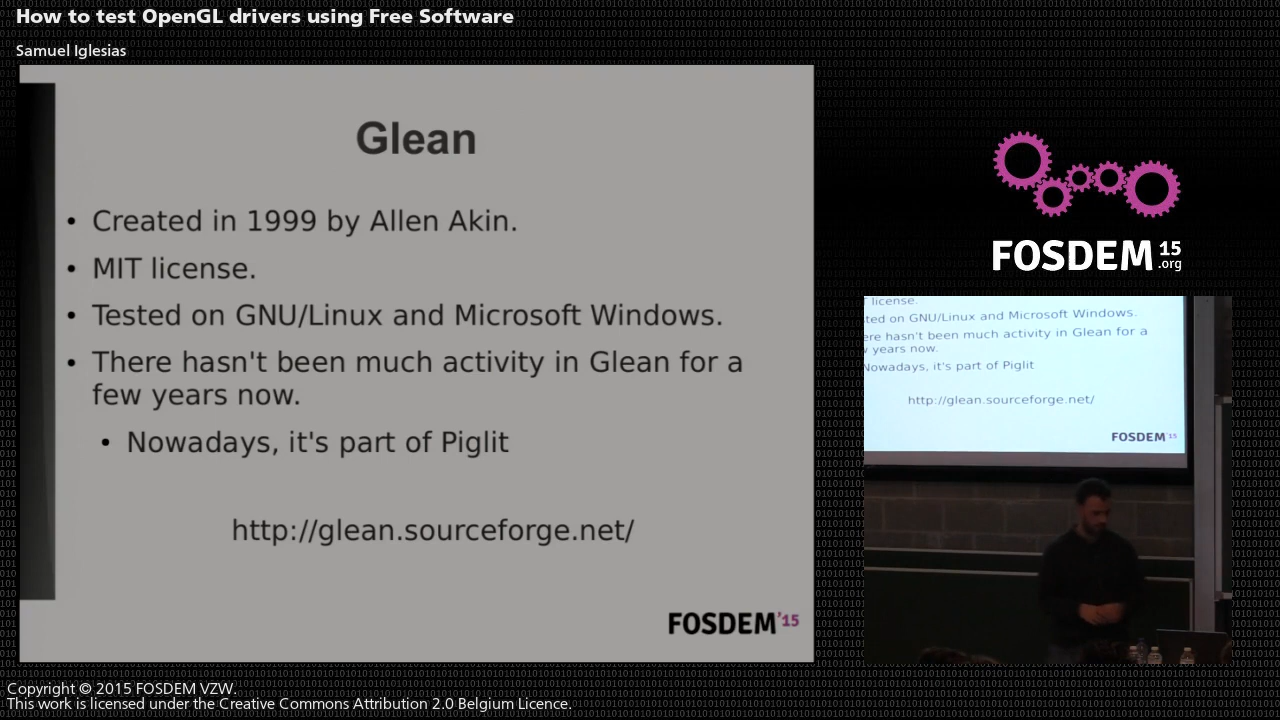 How to test OpenGL drivers using Free Software
Samuel Iglesias
Glean
• Created in 1999 by Allen Akin.
• MIT license.
• Tested on GNU/Linux and Microsoft Windows.
• There hasn't been much activity in Glean for a
few years now.
• Nowadays, it's part of Piglit
http://glean.sourceforge.net/
FOSDEM'15
FOSDEM 15
.org
license.
ted on GNU/Linux and Microsoft Windows.
ere hasn't been much activity in Glean for a
years now.
Nowadays, it's part of Piglit
http://glean.sourceforge.net/
FOSDEM'15
Copyright © 2015 FOSDEM VZW.
This work is licensed under the Creative Commons Attribution 2.0 Belgium Licence.